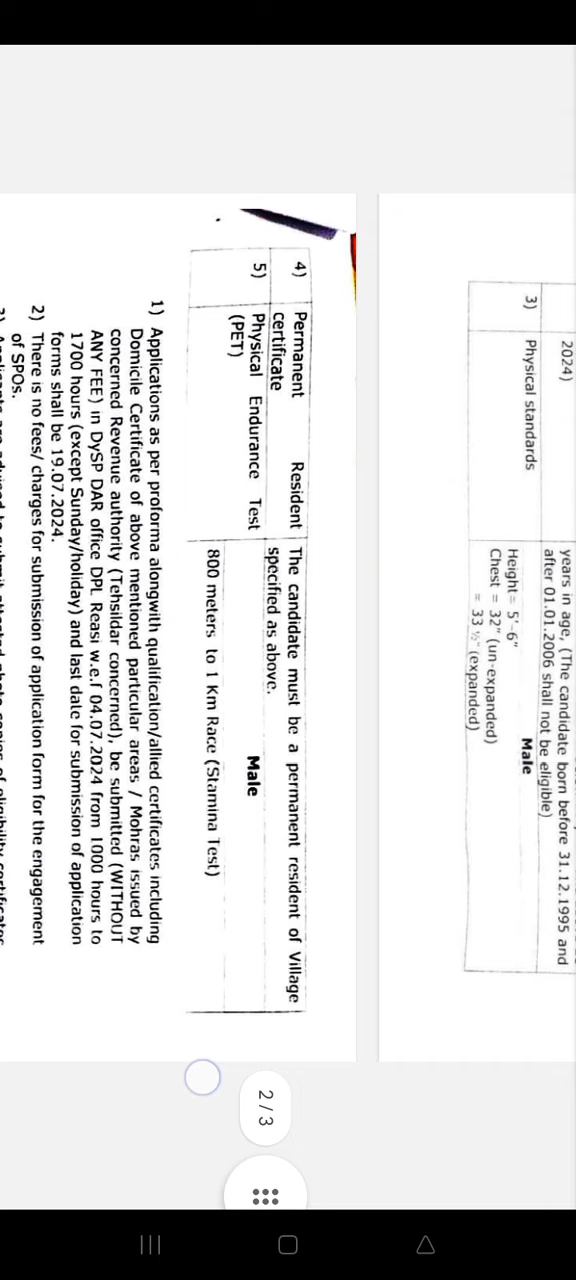 2024)
years in age, (The candidate born before 31.12.1995 and
after 01.01.2006 shall not be eligible)
3) Physical standards
Male
Height= 5'-6"
Chest = 32" (un-expanded)
= 33 ½" (expanded)
4) Permanent Resident
certificate
The candidate must be a permanent resident of Village
specified as above.
5) Physical Endurance Test
(PET)
Male
800 meters to 1 Km Race (Stamina Test)
1) Applications as per proforma alongwith qualification/allied certificates including
Domicile Certificate of above mentioned particular areas / Mohras issued by
concerned Revenue authority (Tehsildar concerned), be submitted (WITHOUT
ANY FEE) in DySP DAR office DPL Reasi w.e.f 04.07.2024 from 1000 hours to
1700 hours (except Sunday/holiday) and last date for submission of application
forms shall be 19.07.2024.
2) There is no fees/ charges for submission of application form for the engagement
of SPOs.
2/3